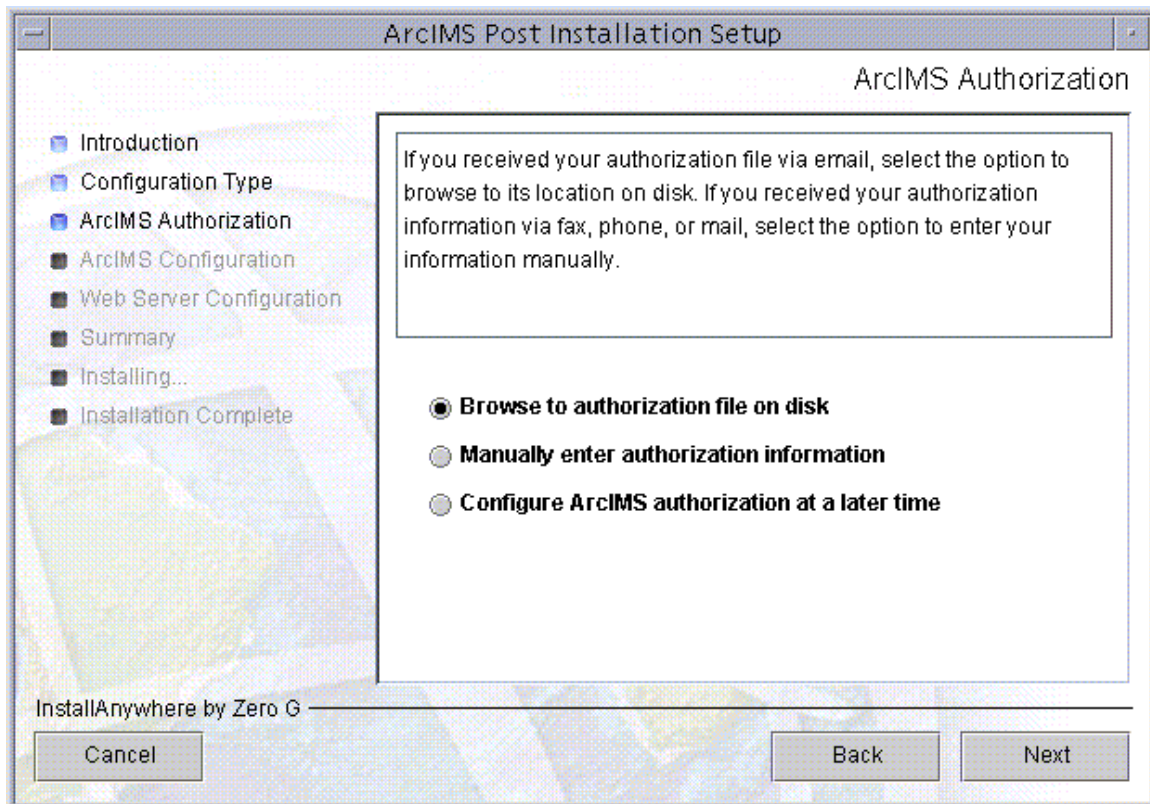 ArcIMS Post Installation Setup
ArcIMS Authorization
Introduction
Configuration Type
ArcIMS Authorization
ArcIMS Configuration
Web Server Configuration
Summary
Installing...
Installation Complete
If you received your authorization file via email, select the option to
browse to its location on disk. If you received your authorization
information via fax, phone, or mail, select the option to enter your
information manually.
Browse to authorization file on disk
Manually enter authorization information
Configure ArcIMS authorization at a later time
InstallAnywhere by Zero G
Cancel
Back
Next